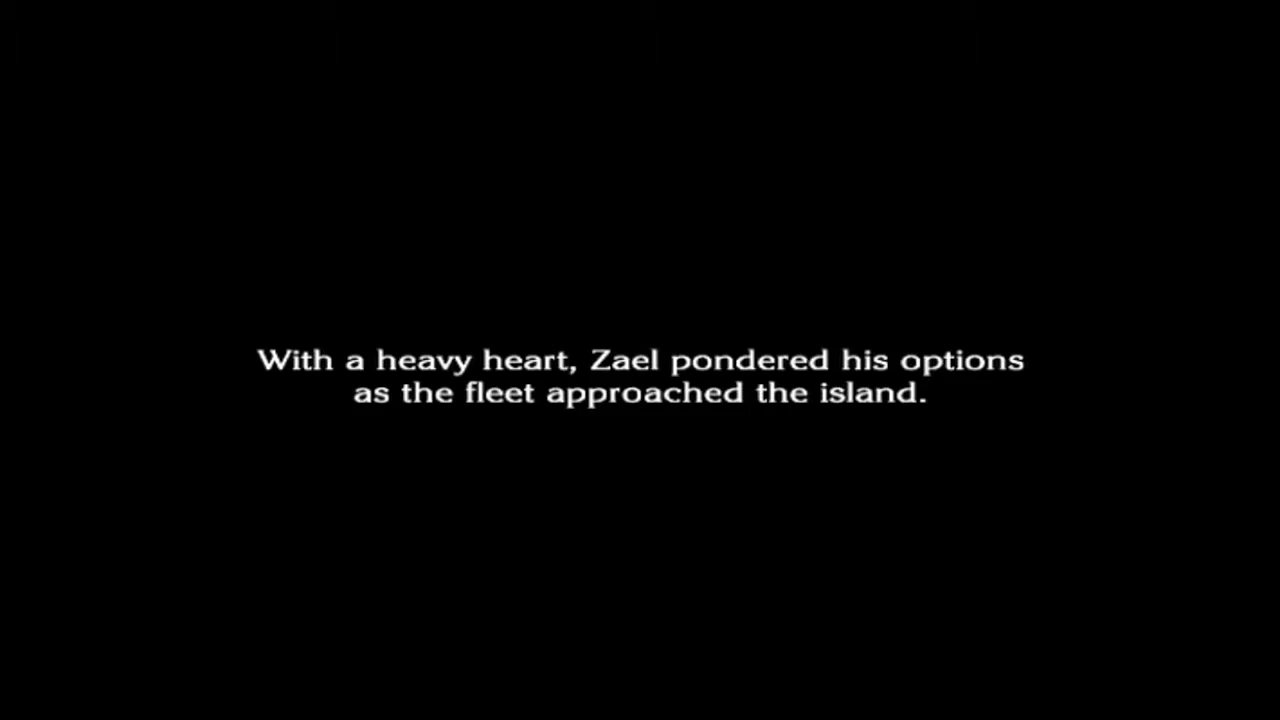 With a heavy heart, Zael pondered his options
as the fleet approached the island.